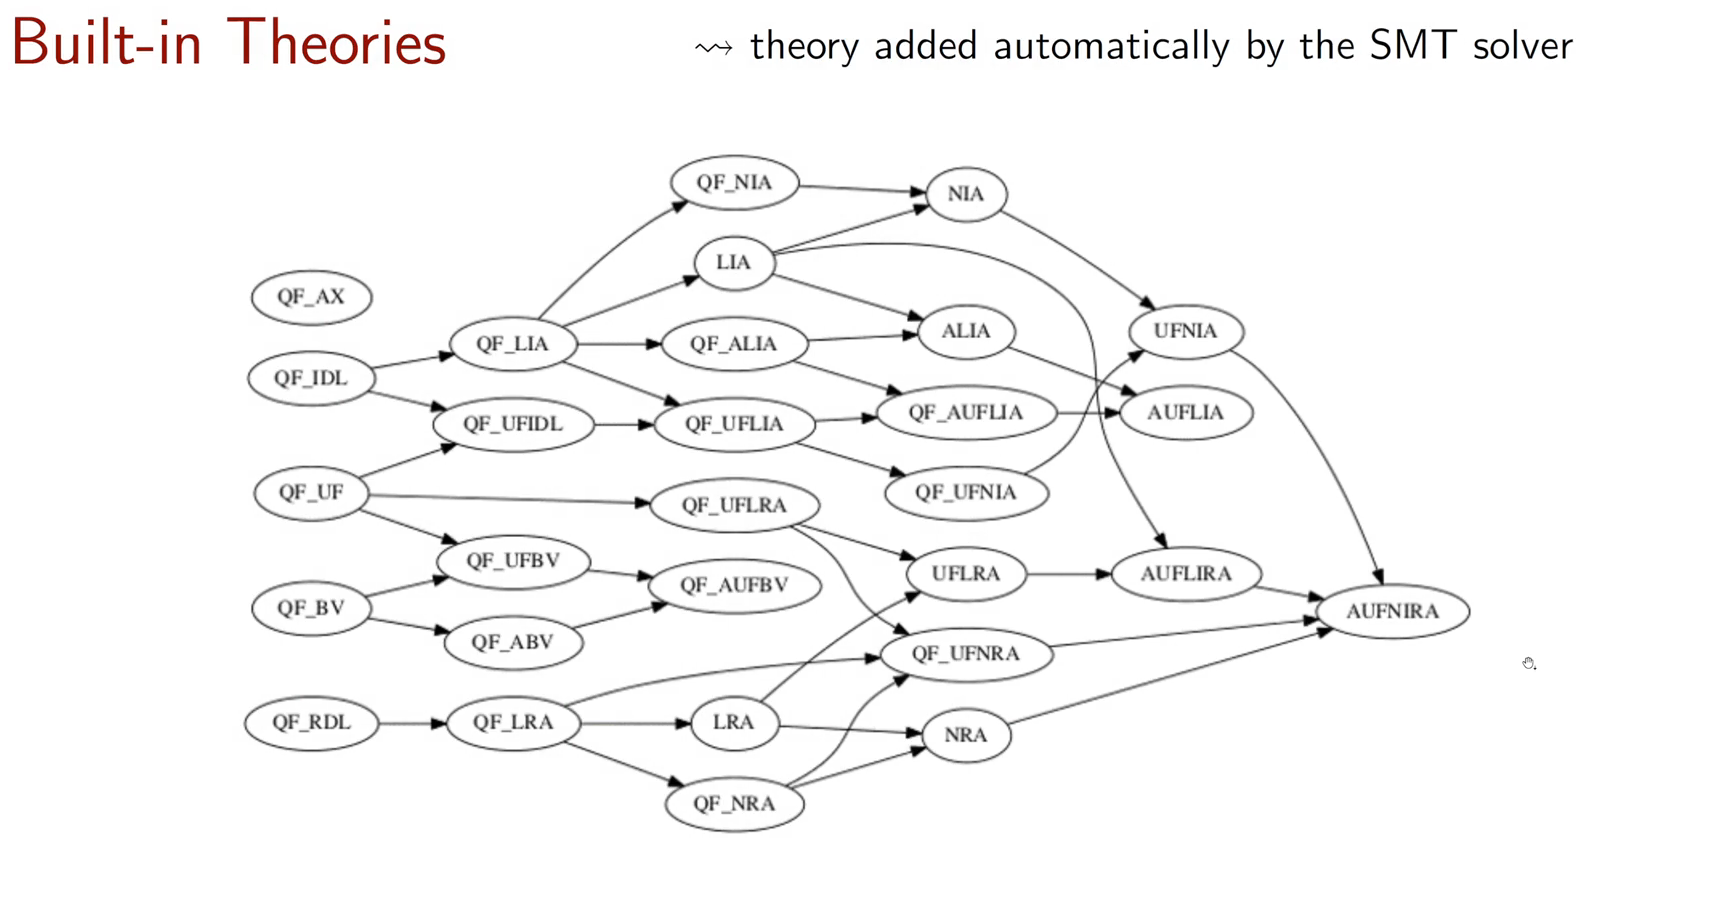 Built-in Theories
⇝ theory added automatically by the SMT solver
QF_NIA
NIA
LIA
QF_AX
QF_LIA
QF_ALIA
ALIA
UFNIA
QF_IDL
QF_UFIDL
QF_UFLIA
QF_AUFLIA
AUFLIA
QF_UF
QF_UFLRA
QF_UFNIA
QF_UFBV
QF_AUFBV
UFLRA
AUFLIRA
QF_BV
QF_ABV
AUFNIRA
QF_UFNRA
QF_RDL
QF_LRA
LRA
NRA
QF_NRA